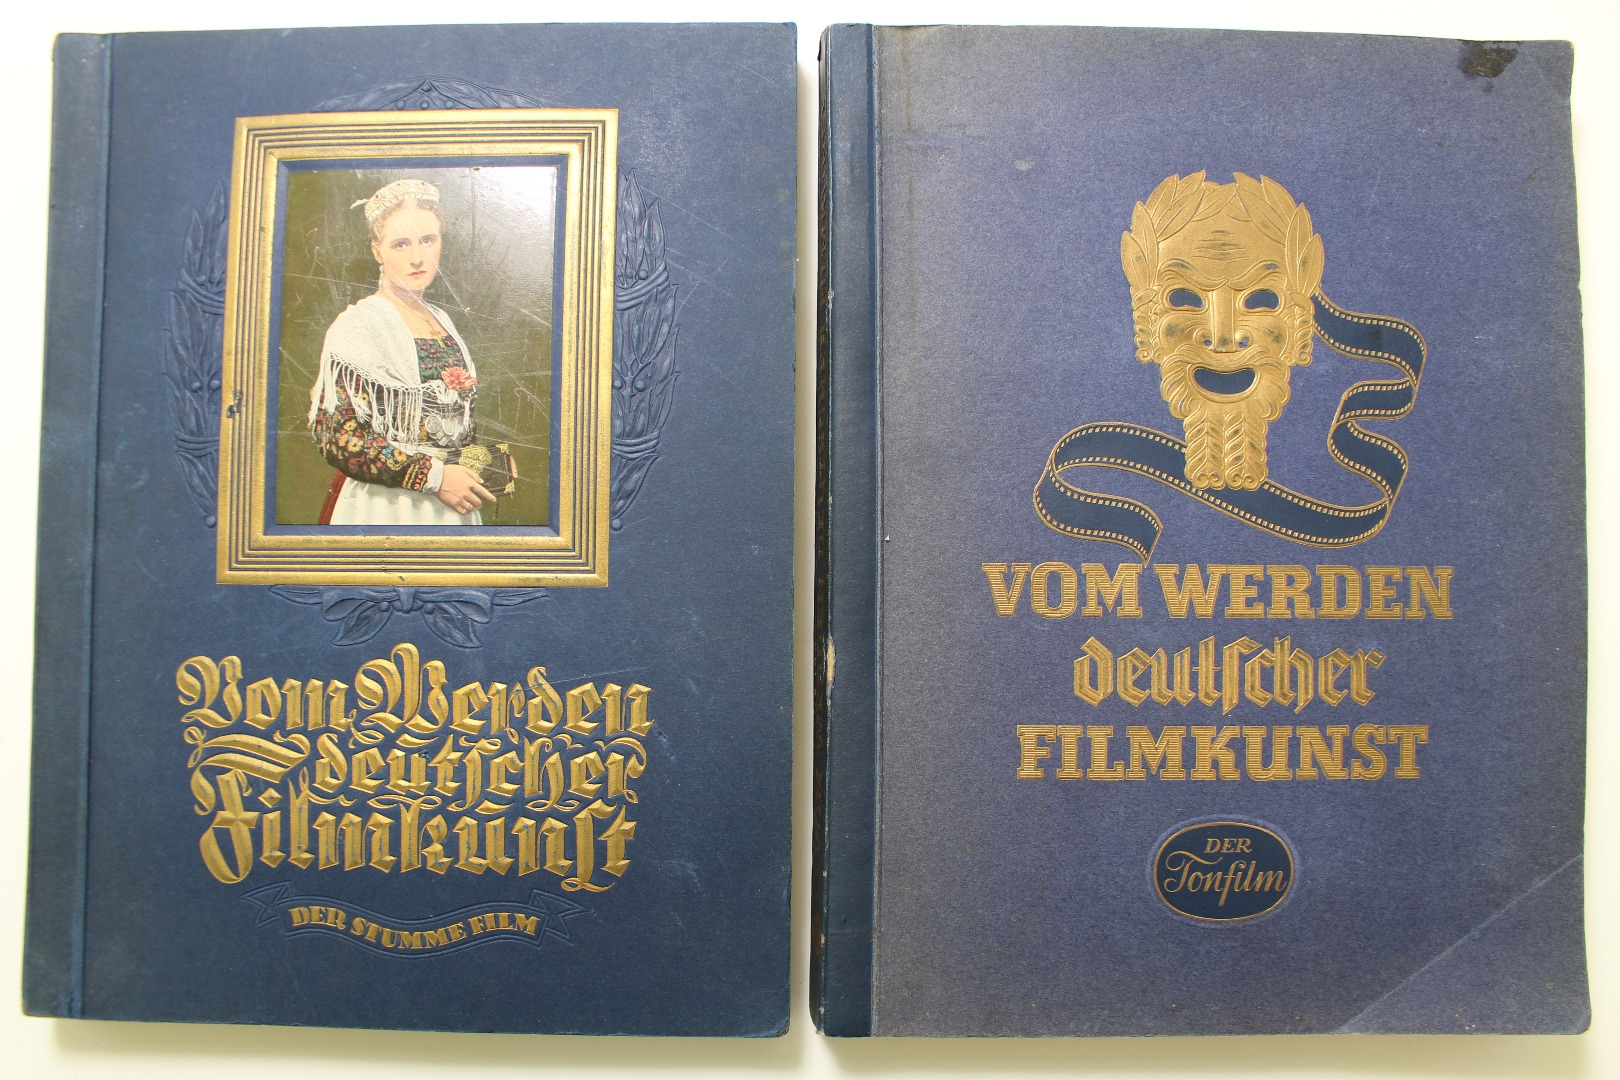 Vom Werden
deutscher
Filmkunst
DER STUMME FILM
VOM WERDEN
deutscher
FILMKUNST
DER
Tonfilm